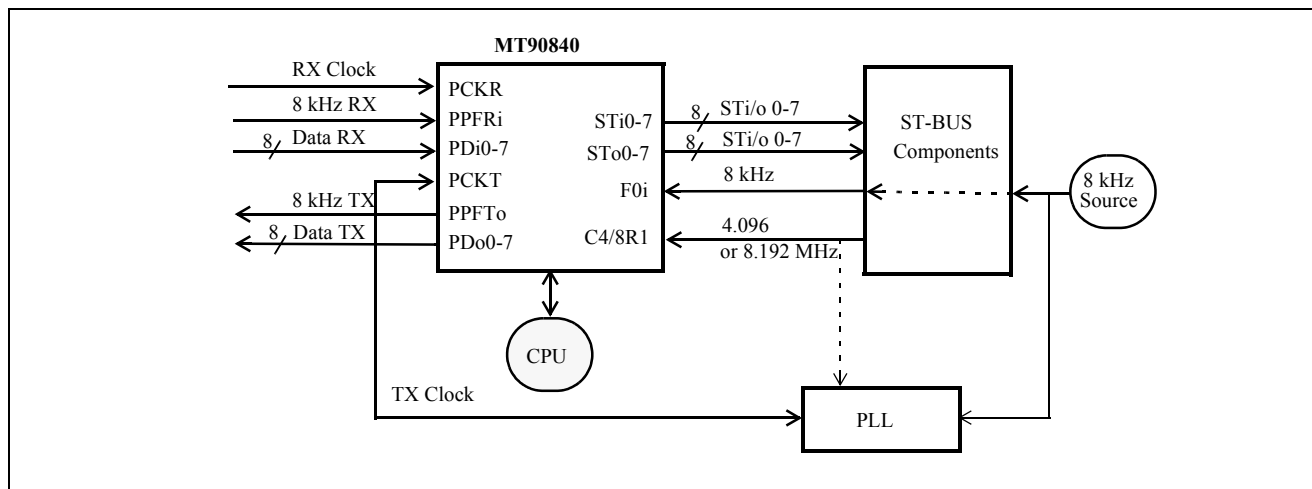 MT90840
RX Clock
8 kHz RX
8 Data RX
8 kHz TX
8 Data TX
PCKR
PPFRi
PDi0-7
PCKT
PPFTo
PDo0-7
STi0-7
STo0-7
F0i
C4/8R1
8 STi/o 0-7
8 STi/o 0-7
8 kHz
4.096
or 8.192 MHz
ST-BUS
Components
8 kHz
Source
CPU
TX Clock
PLL